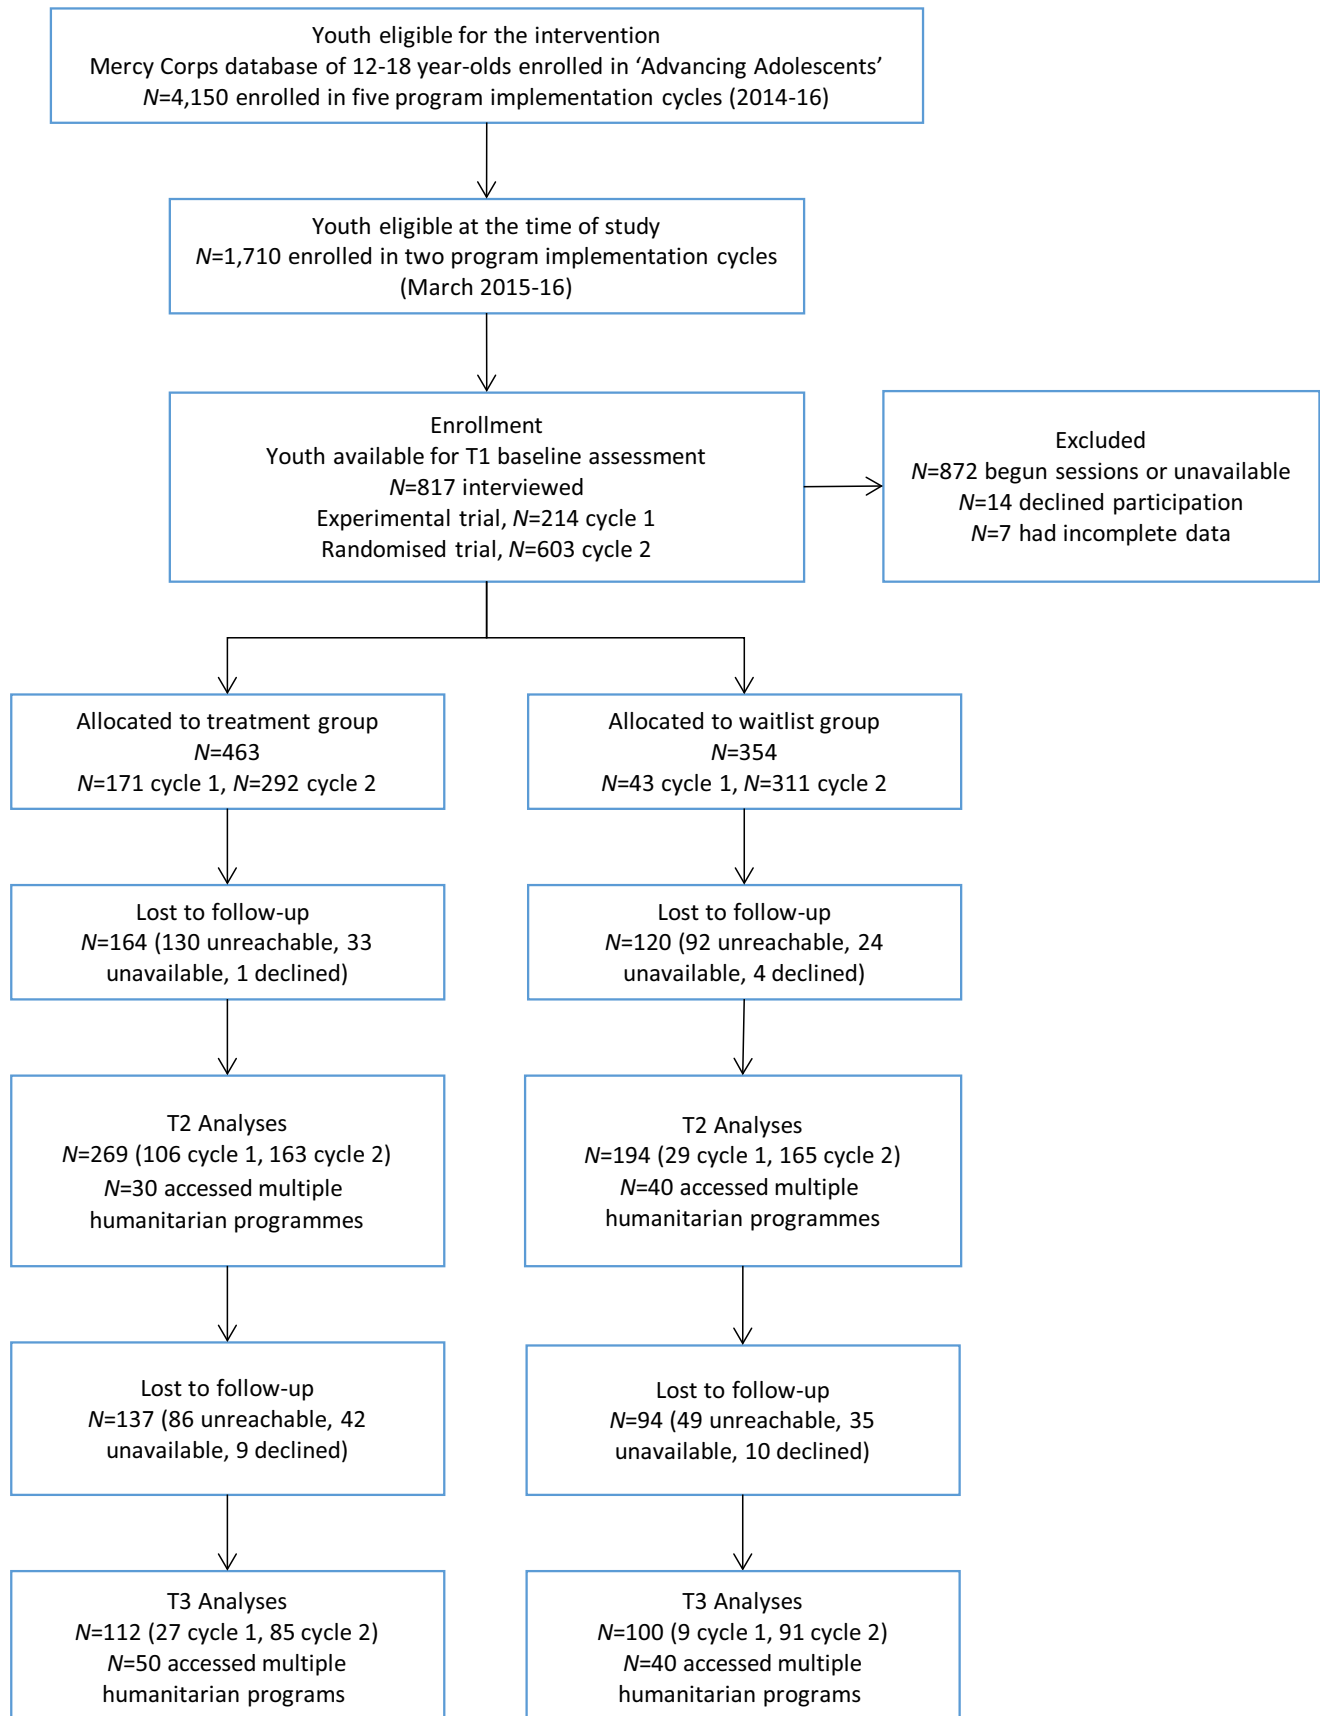 Youth eligible for the intervention
Mercy Corps database of 12-18 year-olds enrolled in ‘Advancing Adolescents’
N=4,150 enrolled in five program implementation cycles (2014-16)
Youth eligible at the time of study
N=1,710 enrolled in two program implementation cycles
(March 2015-16)
Enrollment
Youth available for T1 baseline assessment
N=817 interviewed
Experimental trial, N=214 cycle 1
Randomised trial, N=603 cycle 2
Excluded
N=872 begun sessions or unavailable
N=14 declined participation
N=7 had incomplete data
Allocated to treatment group
N=463
N=171 cycle 1, N=292 cycle 2
Allocated to waitlist group
N=354
N=43 cycle 1, N=311 cycle 2
Lost to follow-up
N=164 (130 unreachable, 33
unavailable, 1 declined)
Lost to follow-up
N=120 (92 unreachable, 24
unavailable, 4 declined)
T2 Analyses
N=269 (106 cycle 1, 163 cycle 2)
N=30 accessed multiple
humanitarian programmes
T2 Analyses
N=194 (29 cycle 1, 165 cycle 2)
N=40 accessed multiple
humanitarian programmes
Lost to follow-up
N=137 (86 unreachable, 42
unavailable, 9 declined)
Lost to follow-up
N=94 (49 unreachable, 35
unavailable, 10 declined)
T3 Analyses
N=112 (27 cycle 1, 85 cycle 2)
N=50 accessed multiple
humanitarian programs
T3 Analyses
N=100 (9 cycle 1, 91 cycle 2)
N=40 accessed multiple
humanitarian programs